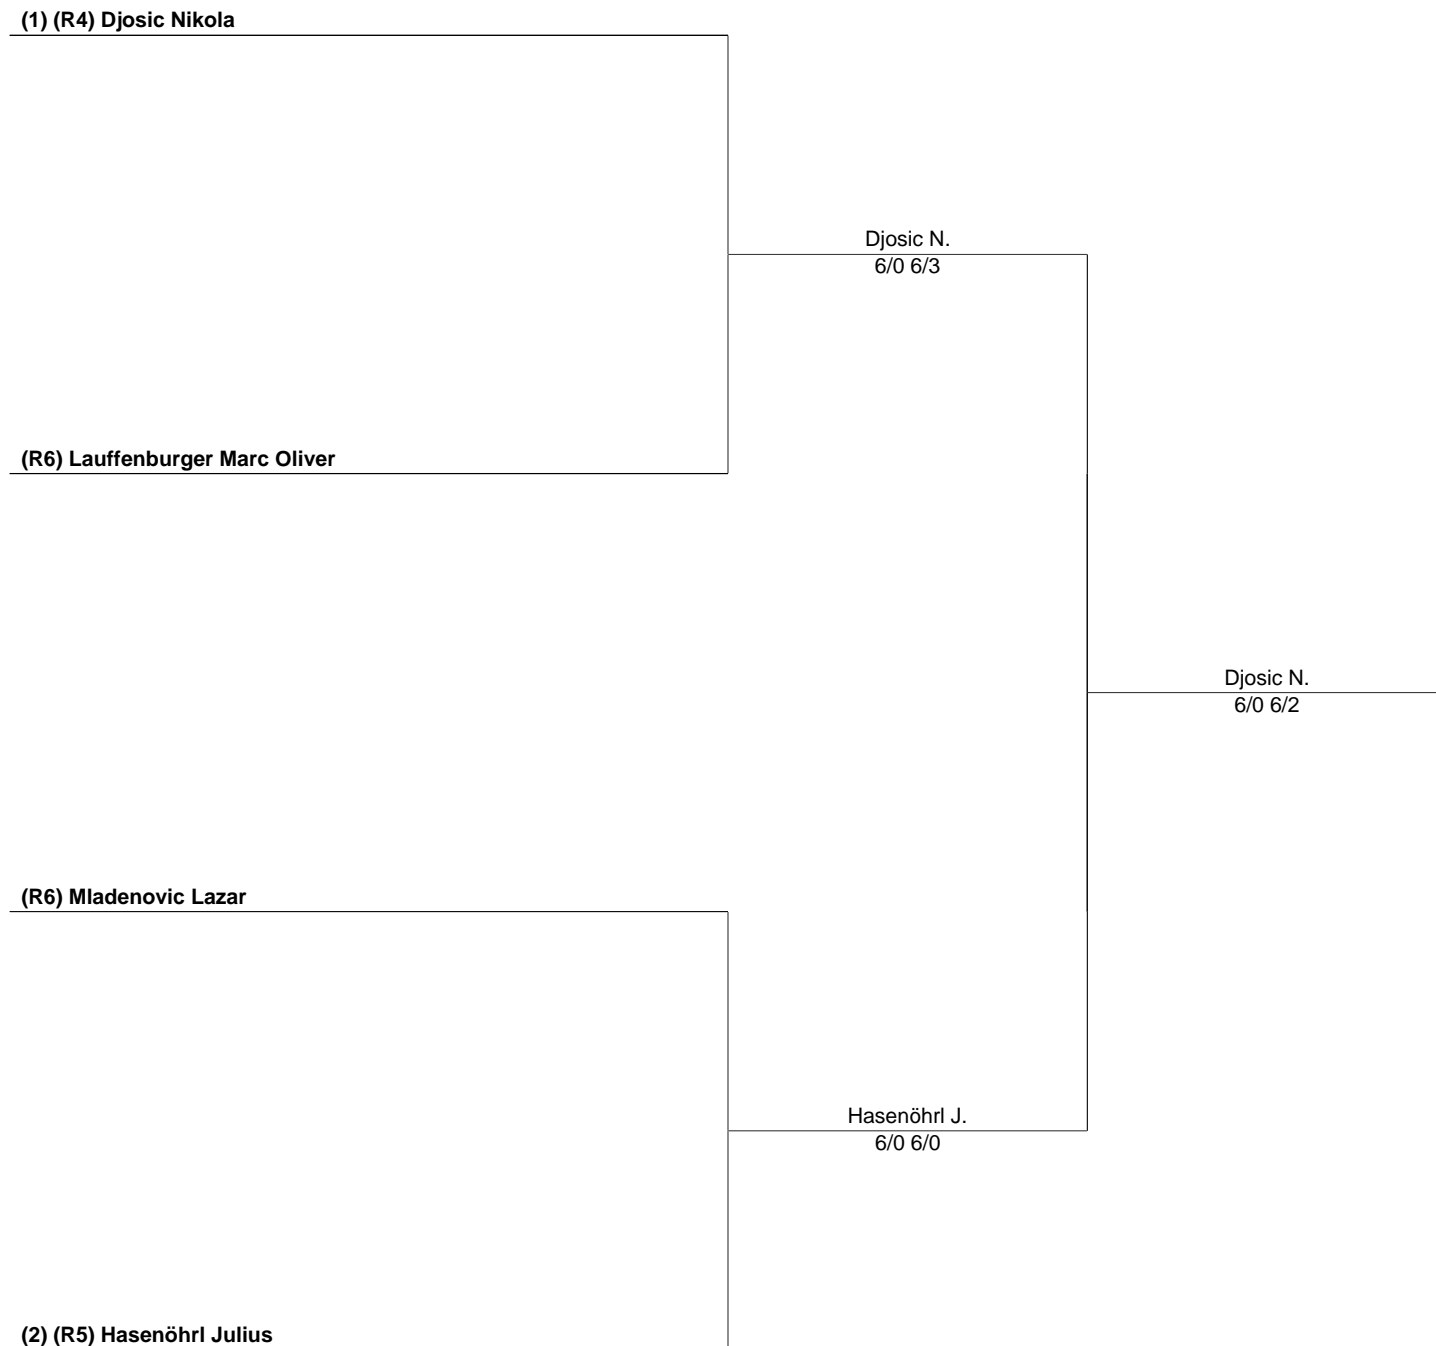 (1) (R4) Djosic Nikola
Djosic N.
6/0 6/3
(R6) Lauffenburger Marc Oliver
Djosic N.
6/0 6/2
(R6) Mladenovic Lazar
Hasenöhrl J.
6/0 6/0
(2) (R5) Hasenöhrl Julius